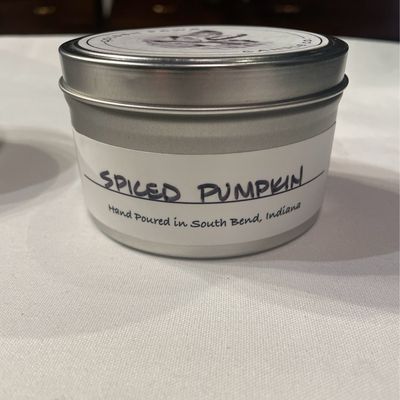 SPICED PUMPKIN
Hand Poured in South Bend, Indiana